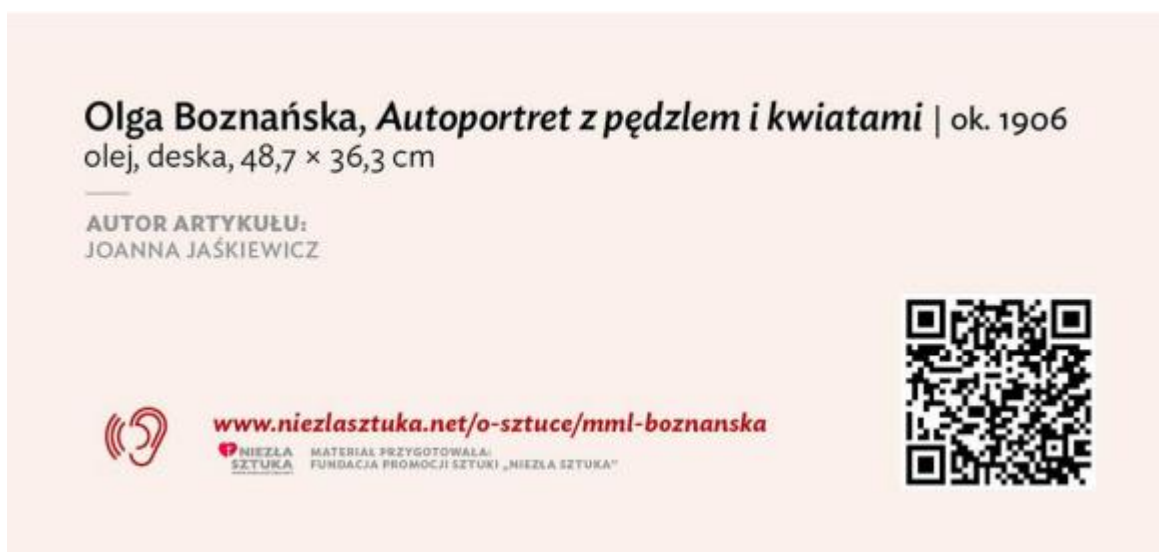 Olga Boznańska, Autoportret z pędzlem i kwiatami | ok. 1906
olej, deska, 48,7 × 36,3 cm
AUTOR ARTYKUŁU:
JOANNA JAŚKIEWICZ
www.niezlasztuka.net/o-sztuce/mml-boznanska
NIEZŁA
SZTUKA
MATERIAŁ PRZYGOTOWAŁA:
FUNDACJA PROMOCJI SZTUKI „NIEZŁA SZTUKA”